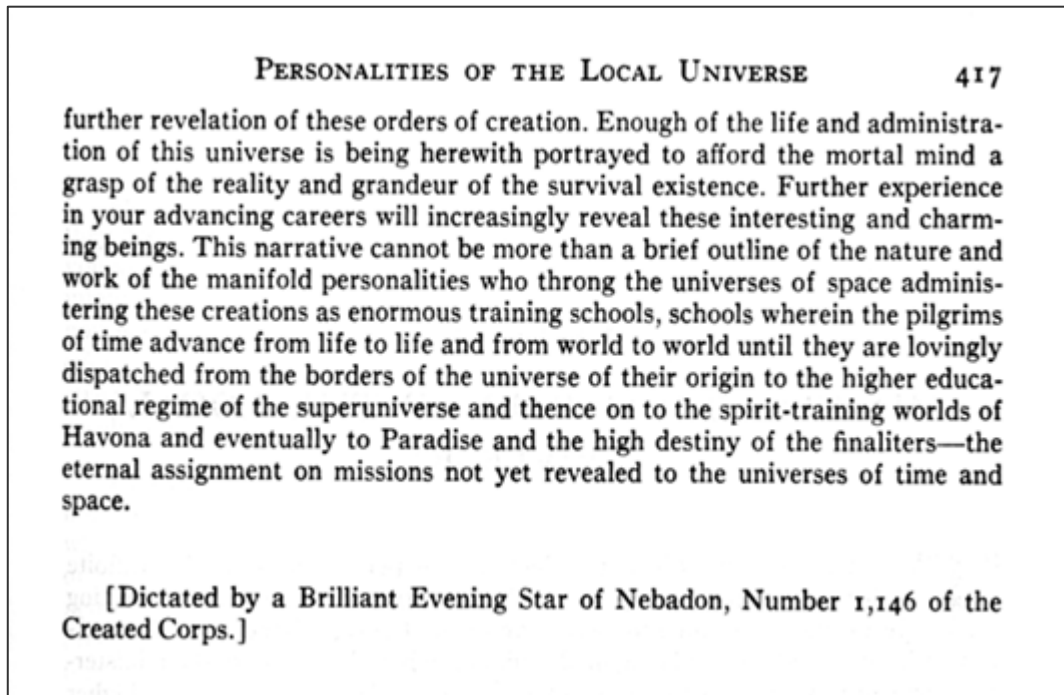 PERSONALITIES OF THE LOCAL UNIVERSE 417
further revelation of these orders of creation. Enough of the life and administra-
tion of this universe is being herewith portrayed to afford the mortal mind a
grasp of the reality and grandeur of the survival existence. Further experience
in your advancing careers will increasingly reveal these interesting and charm-
ing beings. This narrative cannot be more than a brief outline of the nature and
work of the manifold personalities who throng the universes of space adminis-
tering these creations as enormous training schools, schools wherein the pilgrims
of time advance from life to life and from world to world until they are lovingly
dispatched from the borders of the universe of their origin to the higher educa-
tional regime of the superuniverse and thence on to the spirit-training worlds of
Havona and eventually to Paradise and the high destiny of the finaliters—the
eternal assignment on missions not yet revealed to the universes of time and
space.
[Dictated by a Brilliant Evening Star of Nebadon, Number 1,146 of the
Created Corps.]